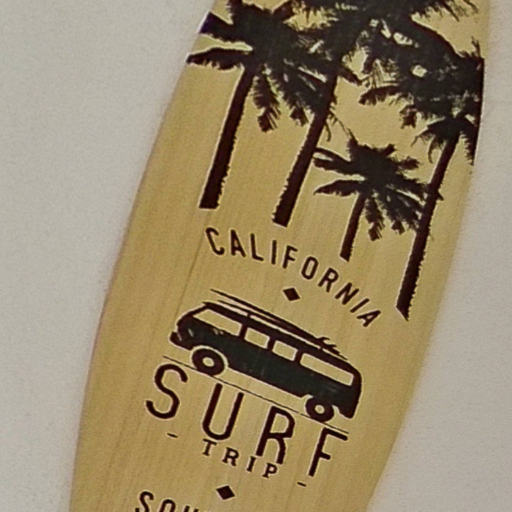 CALIFORNIA
SURF
- TRIP -